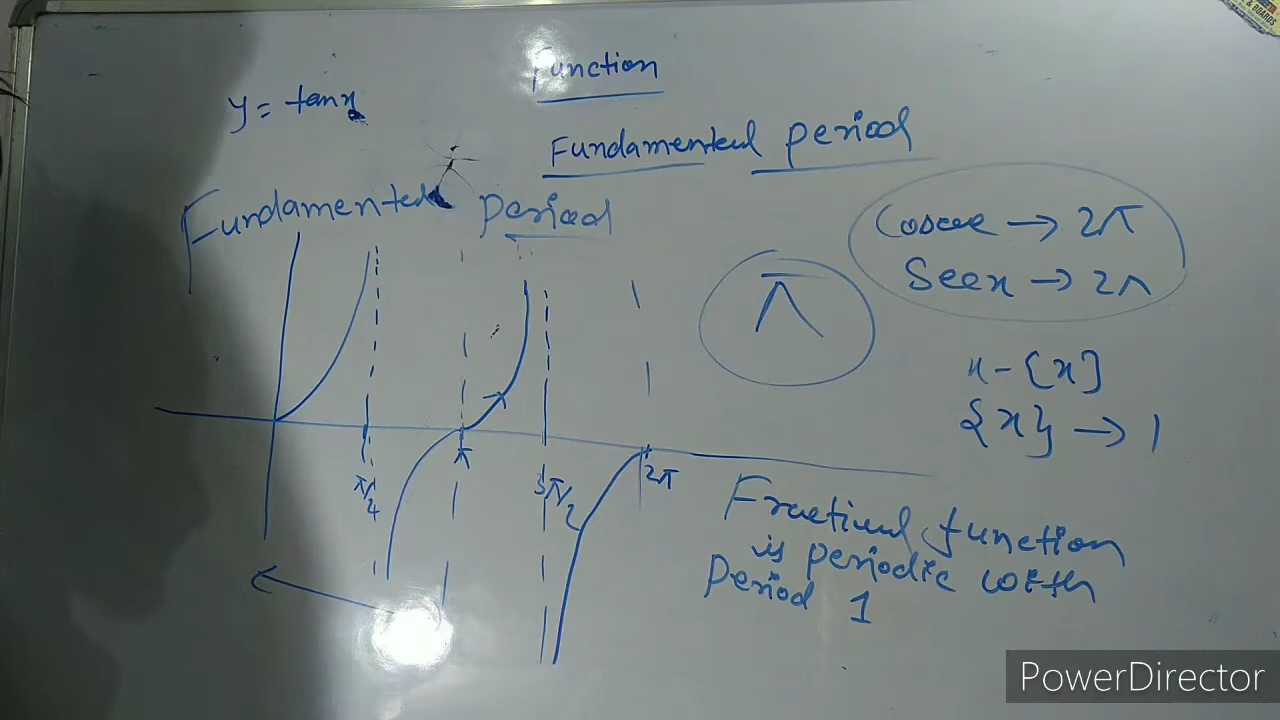 Function
y = tanx
Fundamental period
Fundamental period
Cosec → 2π
Secx → 2π
π
x - [x]
{x} → 1
π/4
π
3π/2
2π
Fractional function
is periodic with
Period 1
PowerDirector